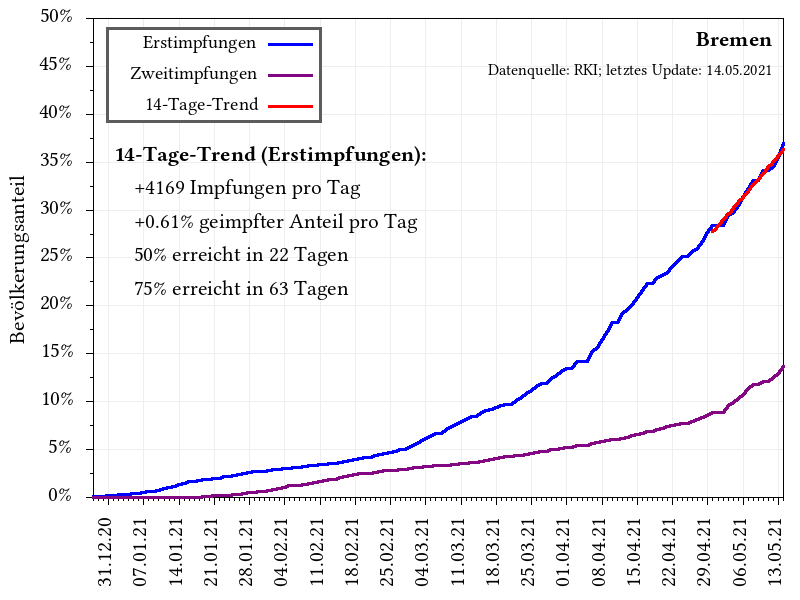 50%
45%
40%
35%
30%
25%
20%
15%
10%
5%
0%
Bevölkerungsanteil
Erstimpfungen
Zweitimpfungen
14-Tage-Trend
Bremen
Datenquelle: RKI; letztes Update: 14.05.2021
14-Tage-Trend (Erstimpfungen):
+4169 Impfungen pro Tag
+0.61% geimpfter Anteil pro Tag
50% erreicht in 22 Tagen
75% erreicht in 63 Tagen
31.12.20
07.01.21
14.01.21
21.01.21
28.01.21
04.02.21
11.02.21
18.02.21
25.02.21
04.03.21
11.03.21
18.03.21
25.03.21
01.04.21
08.04.21
15.04.21
22.04.21
29.04.21
06.05.21
13.05.21